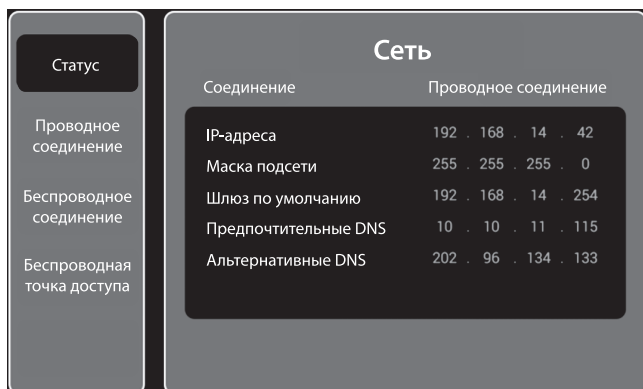 Статус
Проводное
соединение
Беспроводное
соединение
Беспроводная
точка доступа
Сеть
Соединение Проводное соединение
IP-адреса 192 . 168 . 14 . 42
Маска подсети 255 . 255 . 255 . 0
Шлюз по умолчанию 192 . 168 . 14 . 254
Предпочтительные DNS 10 . 10 . 11 . 115
Альтернативные DNS 202 . 96 . 134 . 133